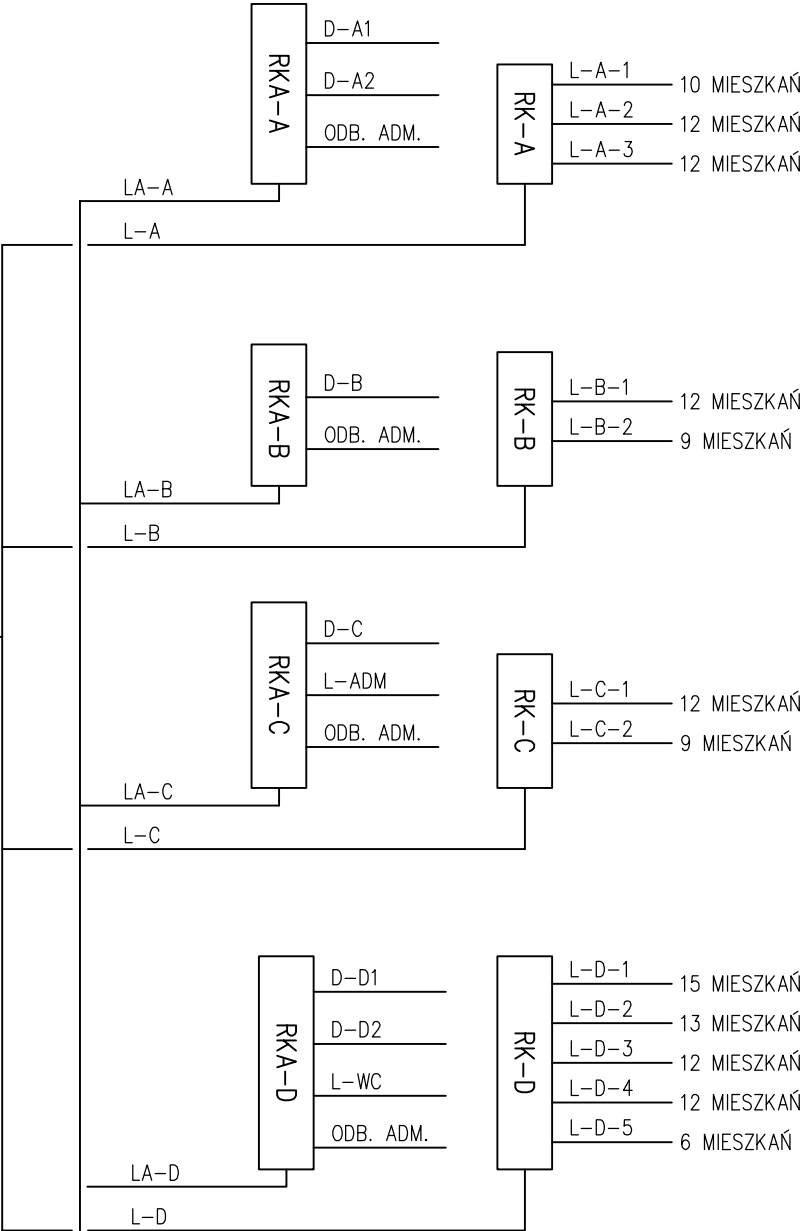 RKA-A
D-A1
D-A2
ODB. ADM.
RK-A
L-A-1
10 MIESZKAŃ
L-A-2
12 MIESZKAŃ
L-A-3
12 MIESZKAŃ
LA-A
L-A
RKA-B
D-B
ODB. ADM.
RK-B
L-B-1
12 MIESZKAŃ
L-B-2
9 MIESZKAŃ
LA-B
L-B
RKA-C
D-C
L-ADM
ODB. ADM.
RK-C
L-C-1
12 MIESZKAŃ
L-C-2
9 MIESZKAŃ
LA-C
L-C
RKA-D
D-D1
D-D2
L-WC
ODB. ADM.
RK-D
L-D-1
15 MIESZKAŃ
L-D-2
13 MIESZKAŃ
L-D-3
12 MIESZKAŃ
L-D-4
12 MIESZKAŃ
L-D-5
6 MIESZKAŃ
LA-D
L-D